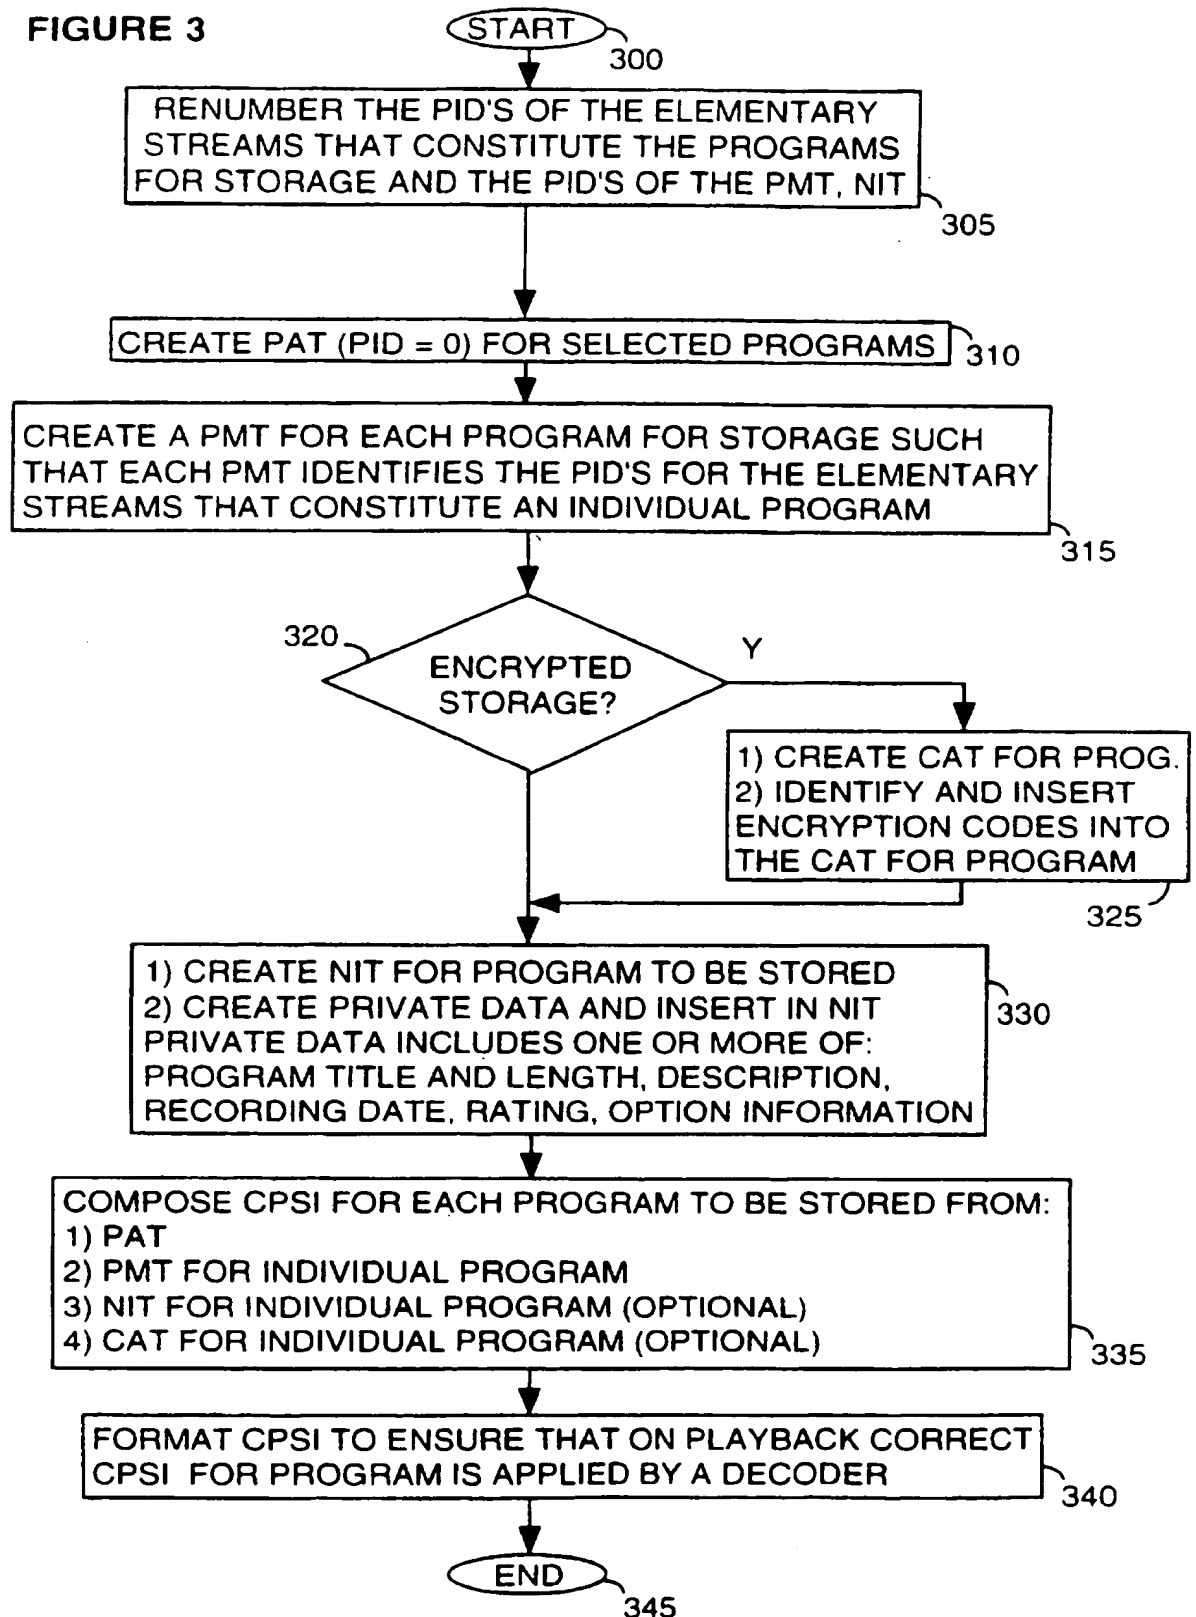 FIGURE 3
START
300
RENUMBER THE PID'S OF THE ELEMENTARY
STREAMS THAT CONSTITUTE THE PROGRAMS
FOR STORAGE AND THE PID'S OF THE PMT, NIT
305
CREATE PAT (PID = 0) FOR SELECTED PROGRAMS
310
CREATE A PMT FOR EACH PROGRAM FOR STORAGE SUCH
THAT EACH PMT IDENTIFIES THE PID'S FOR THE ELEMENTARY
STREAMS THAT CONSTITUTE AN INDIVIDUAL PROGRAM
315
320
ENCRYPTED
STORAGE?
Y
1) CREATE CAT FOR PROG.
2) IDENTIFY AND INSERT
ENCRYPTION CODES INTO
THE CAT FOR PROGRAM
325
1) CREATE NIT FOR PROGRAM TO BE STORED
2) CREATE PRIVATE DATA AND INSERT IN NIT
PRIVATE DATA INCLUDES ONE OR MORE OF:
PROGRAM TITLE AND LENGTH, DESCRIPTION,
RECORDING DATE, RATING, OPTION INFORMATION
330
COMPOSE CPSI FOR EACH PROGRAM TO BE STORED FROM:
1) PAT
2) PMT FOR INDIVIDUAL PROGRAM
3) NIT FOR INDIVIDUAL PROGRAM (OPTIONAL)
4) CAT FOR INDIVIDUAL PROGRAM (OPTIONAL)
335
FORMAT CPSI TO ENSURE THAT ON PLAYBACK CORRECT
CPSI FOR PROGRAM IS APPLIED BY A DECODER
340
END
345